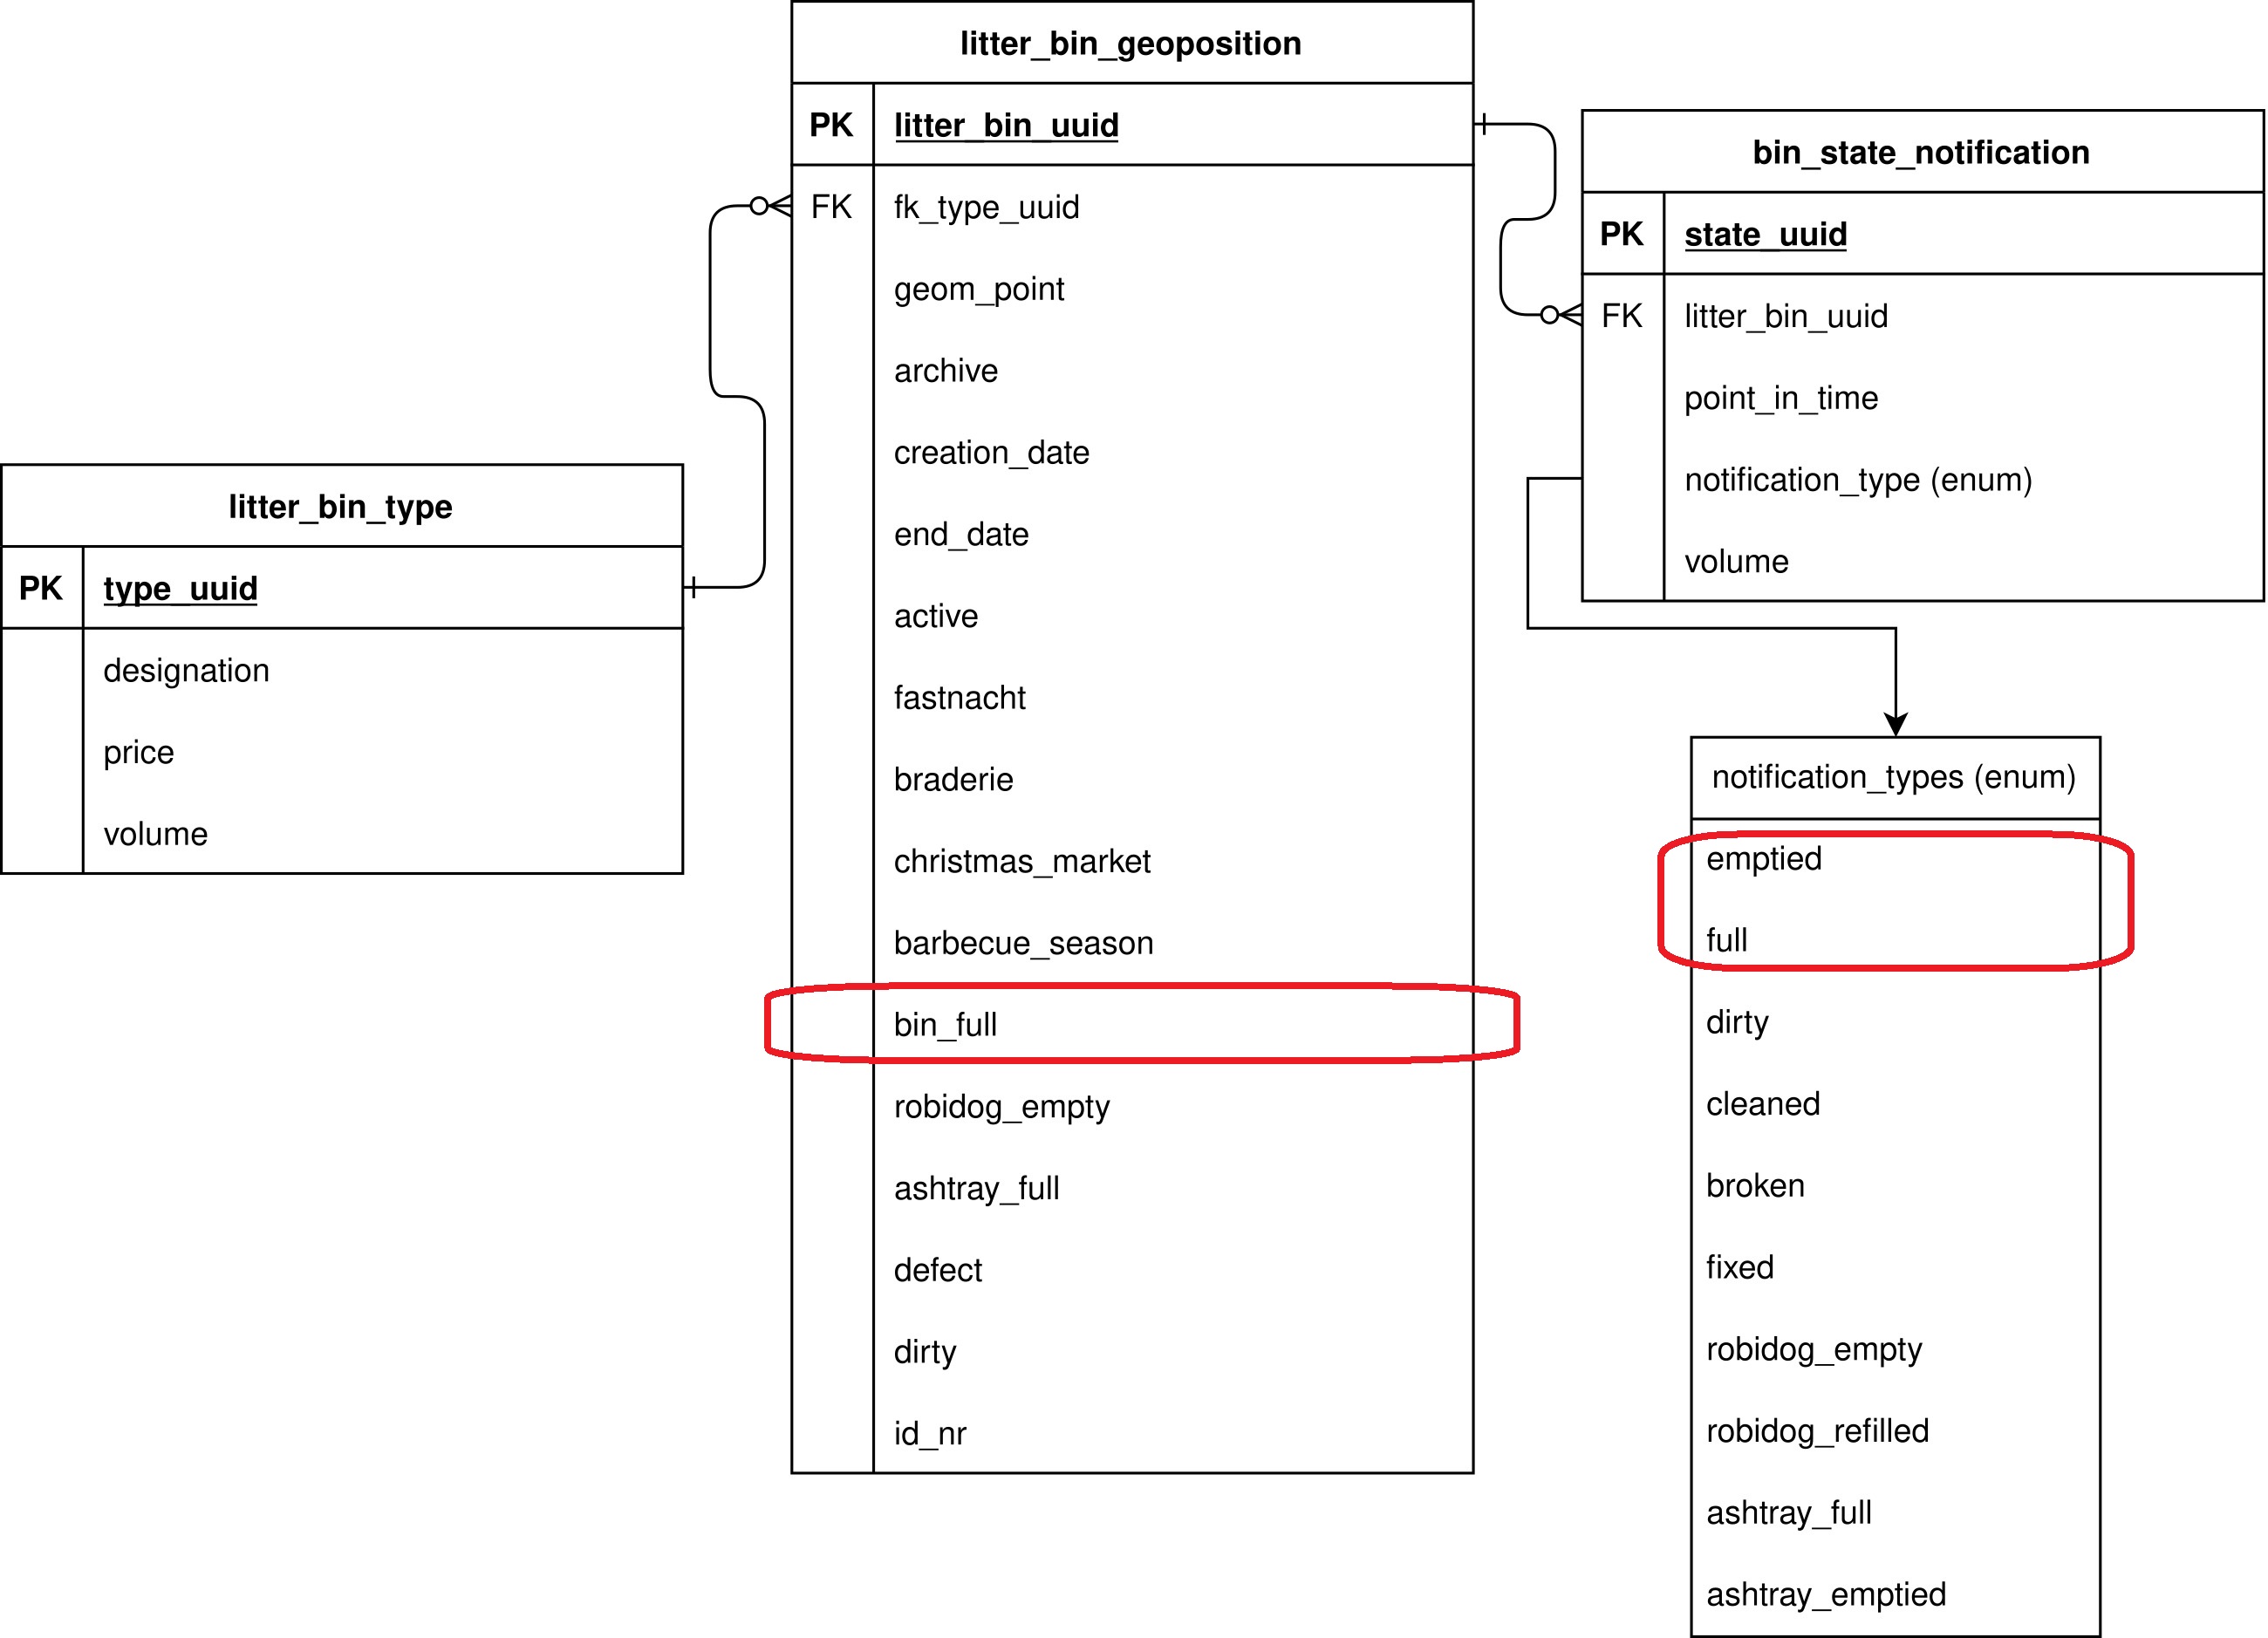 litter_bin_geoposition
PK litter_bin_uuid
FK fk_type_uuid
geom_point
archive
creation_date
end_date
active
fastnacht
braderie
christmas_market
barbecue_season
bin_full
robidog_empty
ashtray_full
defect
dirty
id_nr
litter_bin_type
PK type_uuid
designation
price
volume
bin_state_notification
PK state_uuid
FK litter_bin_uuid
point_in_time
notification_type (enum)
volume
notification_types (enum)
emptied
full
dirty
cleaned
broken
fixed
robidog_empty
robidog_refilled
ashtray_full
ashtray_emptied